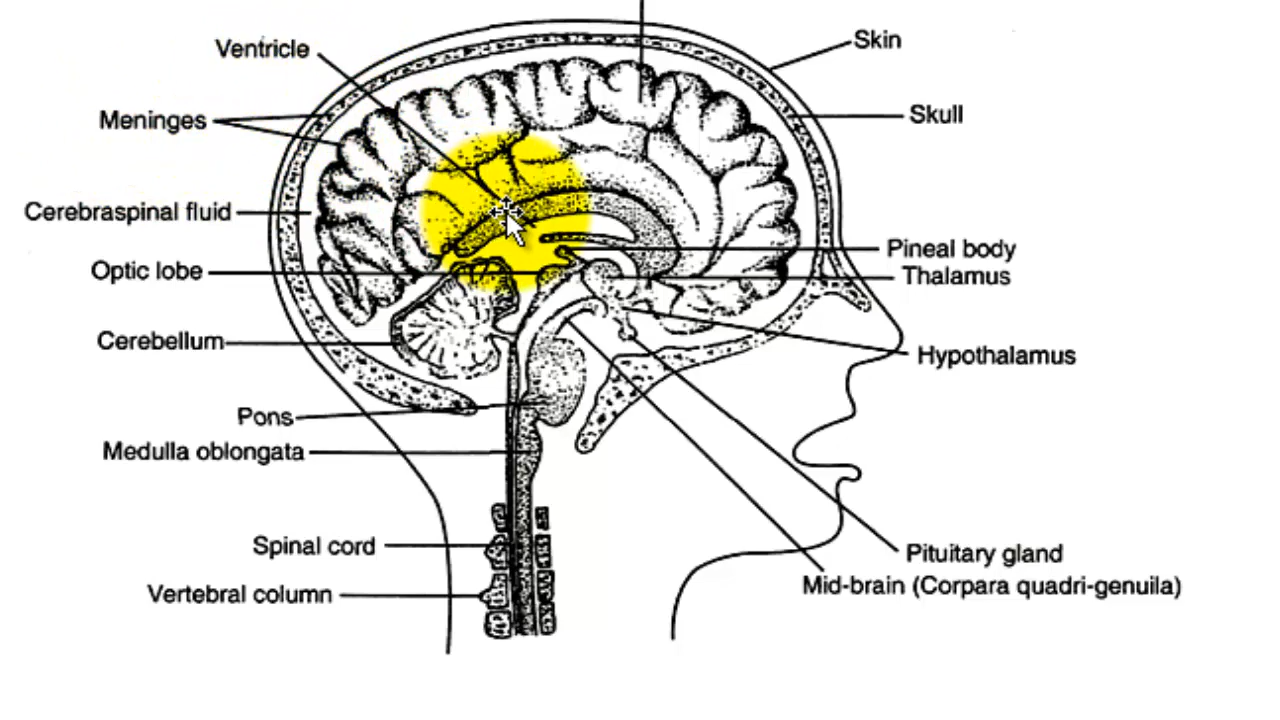 Ventricle
Skin
Meninges
Skull
Cerebraspinal fluid
Pineal body
Optic lobe
Thalamus
Cerebellum
Hypothalamus
Pons
Medulla oblongata
Spinal cord
Pituitary gland
Mid-brain (Corpara quadri-genuila)
Vertebral column